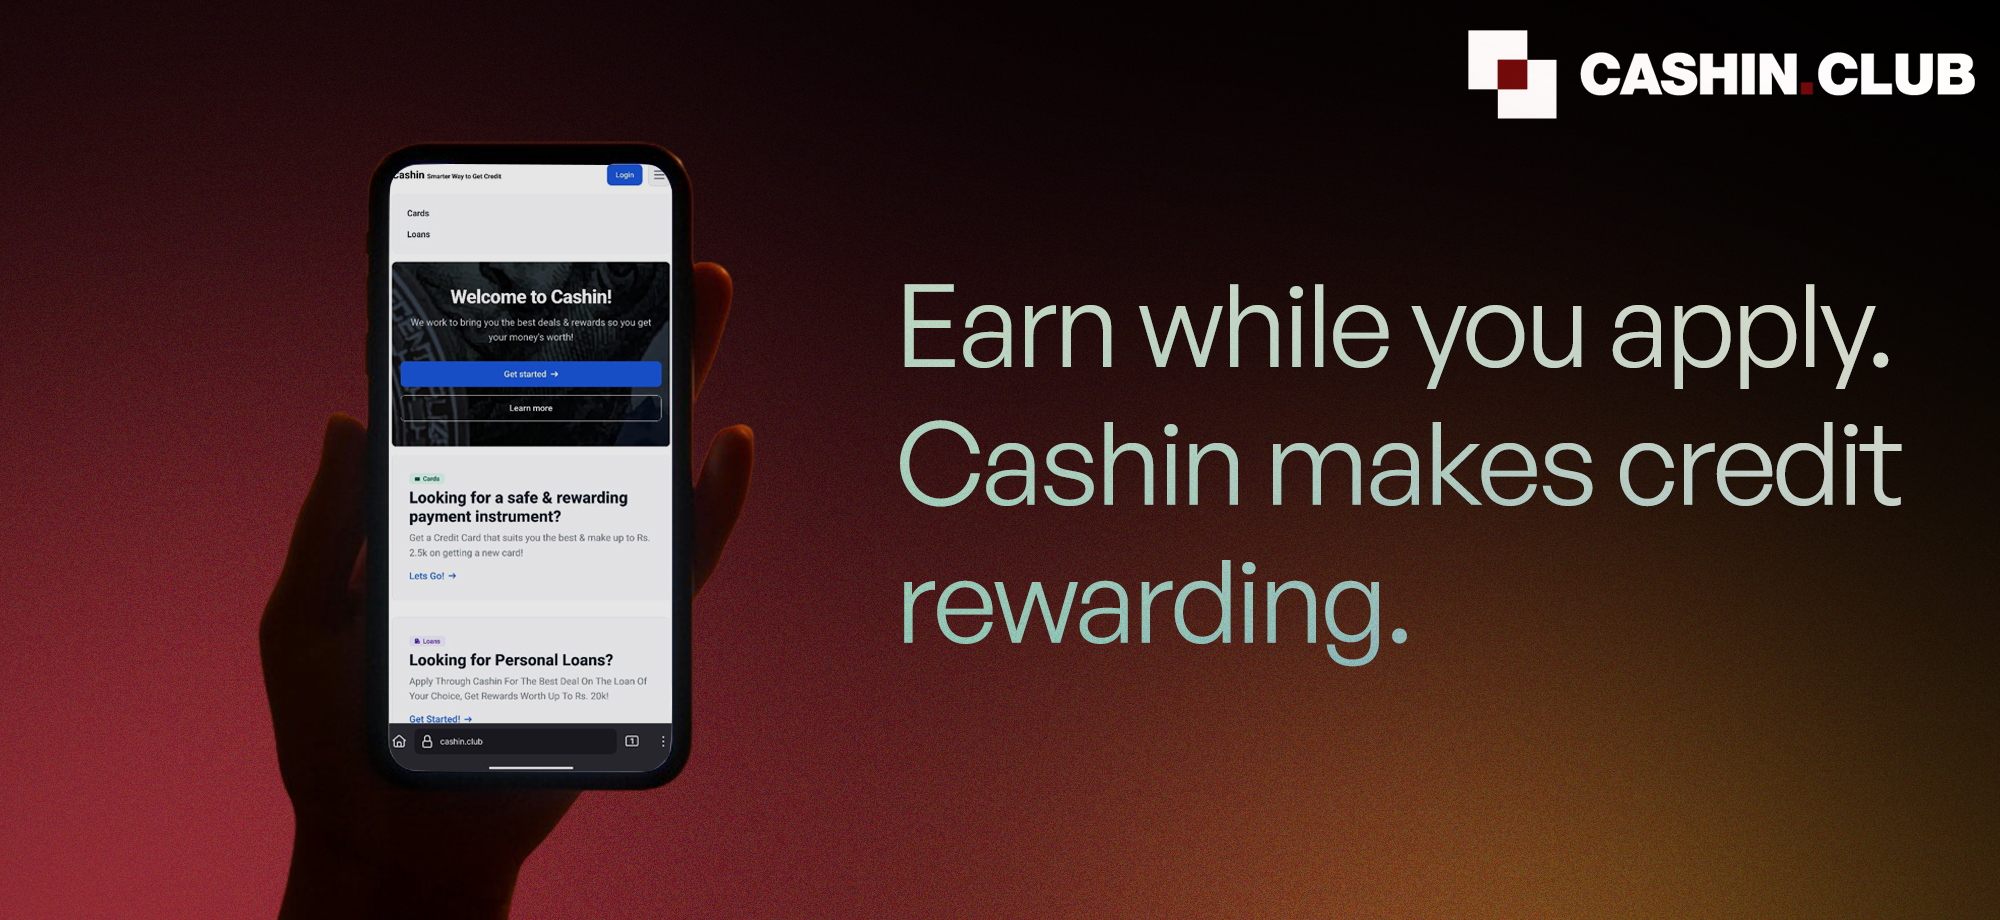 CASHIN.CLUB
Cashin Smarter Way to Get Credit
Login
Cards
Loans
Welcome to Cashin!
We work to bring you the best deals & rewards so you get
your money's worth!
Get started →
Learn more
Cards
Looking for a safe & rewarding
payment instrument?
Get a Credit Card that suits you the best & make up to Rs.
2.5k on getting a new card!
Lets Go! →
Loans
Looking for Personal Loans?
Apply Through Cashin For The Best Deal On The Loan Of
Your Choice, Get Rewards Worth Up To Rs. 20k!
Get Started! →
cashin.club
1
Earn while you apply.
Cashin makes credit
rewarding.